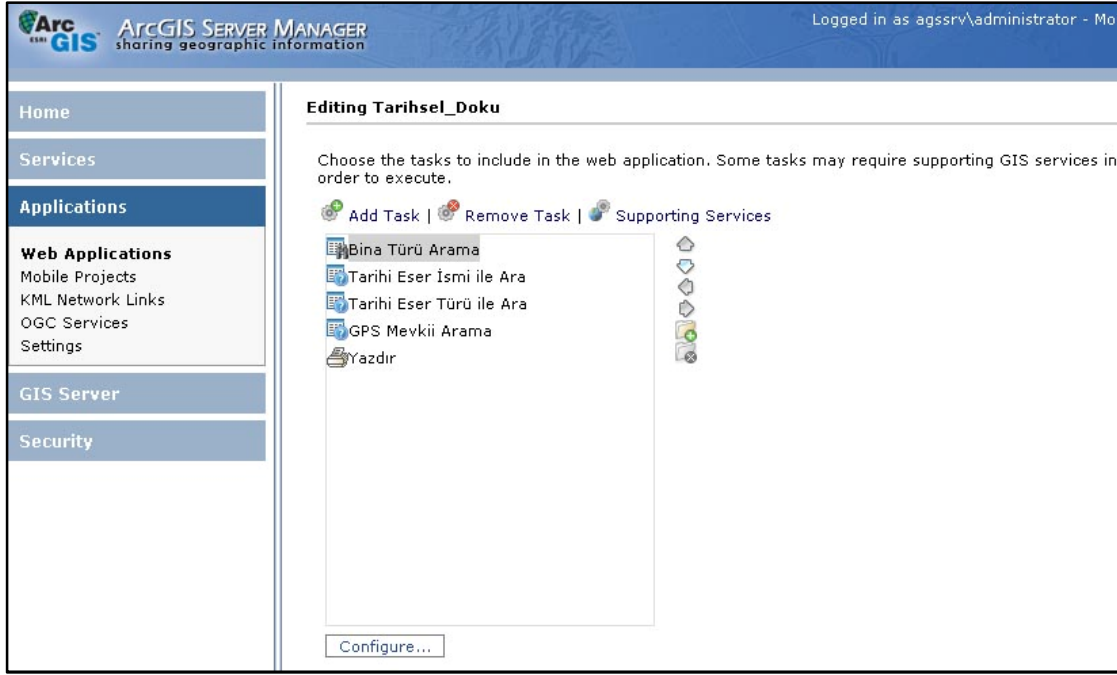 Arc
ESRI GIS
ARCGIS SERVER MANAGER
sharing geographic information
Logged in as agssrv\administrator - Mo
Home
Services
Applications
Web Applications
Mobile Projects
KML Network Links
OGC Services
Settings
GIS Server
Security
Editing Tarihsel_Doku
Choose the tasks to include in the web application. Some tasks may require supporting GIS services in
order to execute.
Add Task | Remove Task | Supporting Services
Bina Türü Arama
Tarihi Eser İsmi ile Ara
Tarihi Eser Türü ile Ara
GPS Mevkii Arama
Yazdır
Configure...